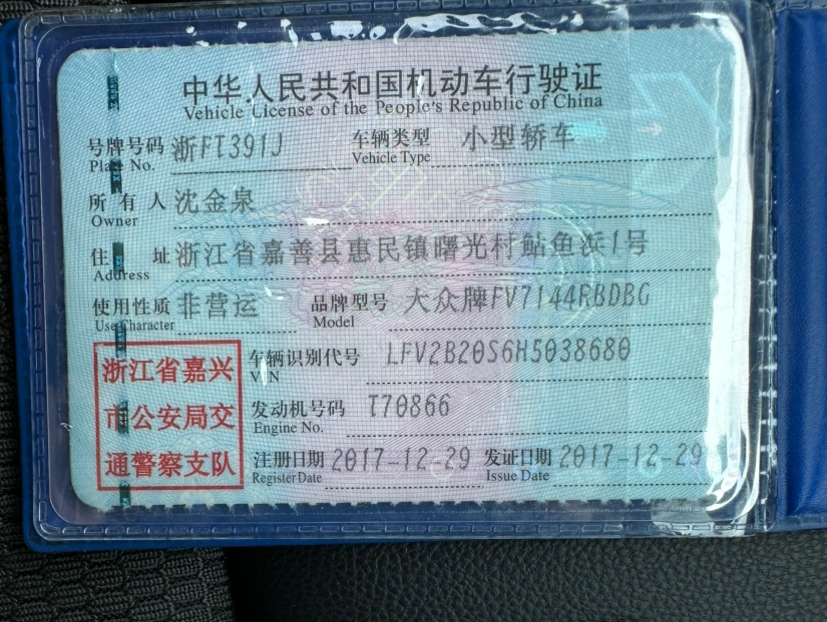 中华人民共和国机动车行驶证
Vehicle License of the People's Republic of China
号牌号码 浙FT391J 车辆类型 小型轿车
Plate No. Vehicle Type
所有人 沈金泉
Owner
住址 浙江省嘉善县惠民镇曙光村鲇鱼浜1号
Address
使用性质 非营运 品牌型号 大众牌FV7144RBDBG
Use Character Model
浙江省嘉兴 车辆识别代号 LFV2B20S6H5038680
VIN
市公安局交 发动机号码 T70866
Engine No.
通警察支队 注册日期 2017-12-29 发证日期 2017-12-29
Register Date Issue Date